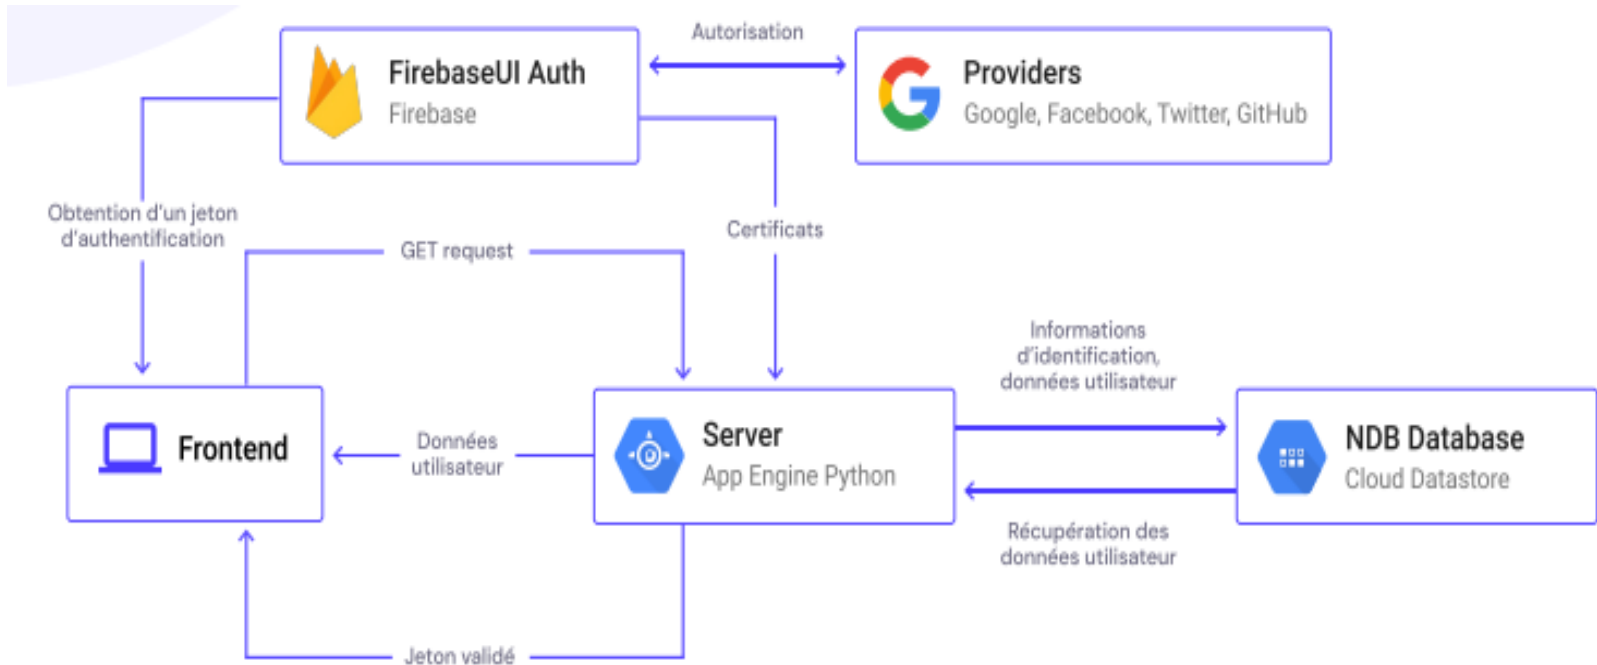 Autorisation
FirebaseUI Auth
Firebase
Providers
Google, Facebook, Twitter, GitHub
Obtention d'un jeton
d'authentification
GET request
Certificats
Informations
d'identification,
données utilisateur
Frontend
Données
utilisateur
Server
App Engine Python
NDB Database
Cloud Datastore
Récupération des
données utilisateur
Jeton validé